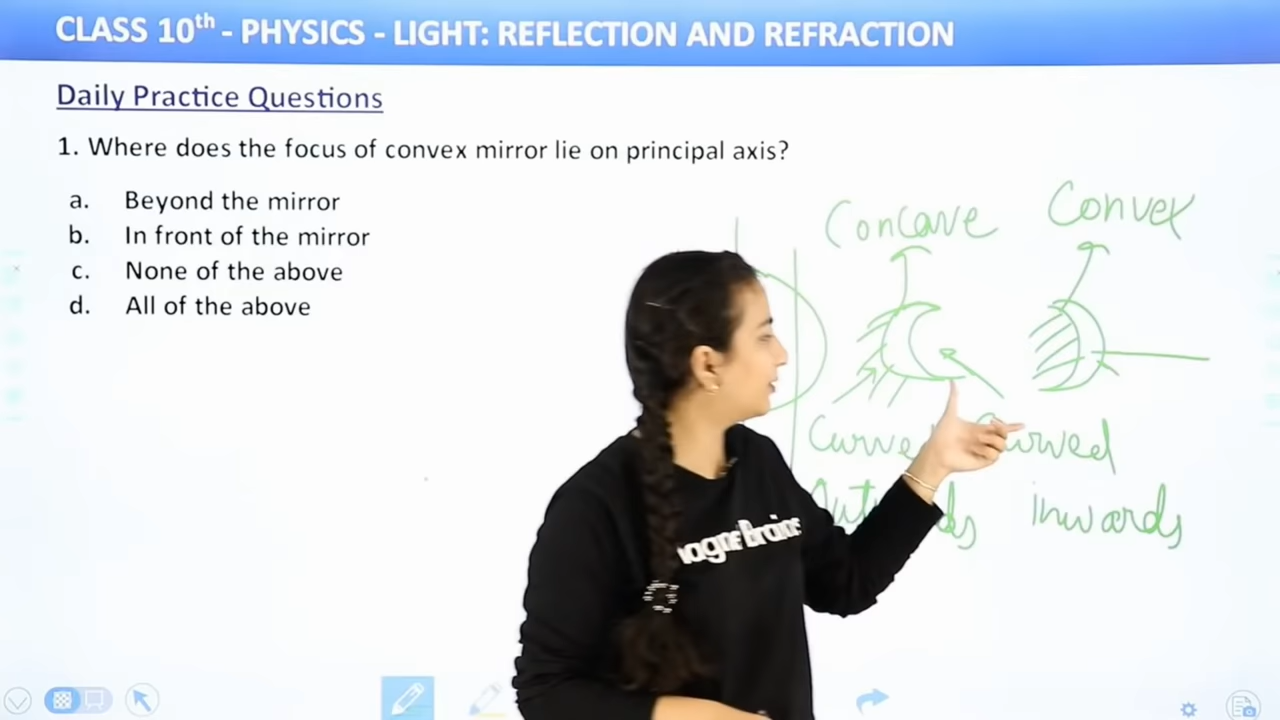 CLASS 10th - PHYSICS - LIGHT: REFLECTION AND REFRACTION
Daily Practice Questions
1. Where does the focus of convex mirror lie on principal axis?
a. Beyond the mirror
b. In front of the mirror
c. None of the above
d. All of the above
Concave Convex
inwards